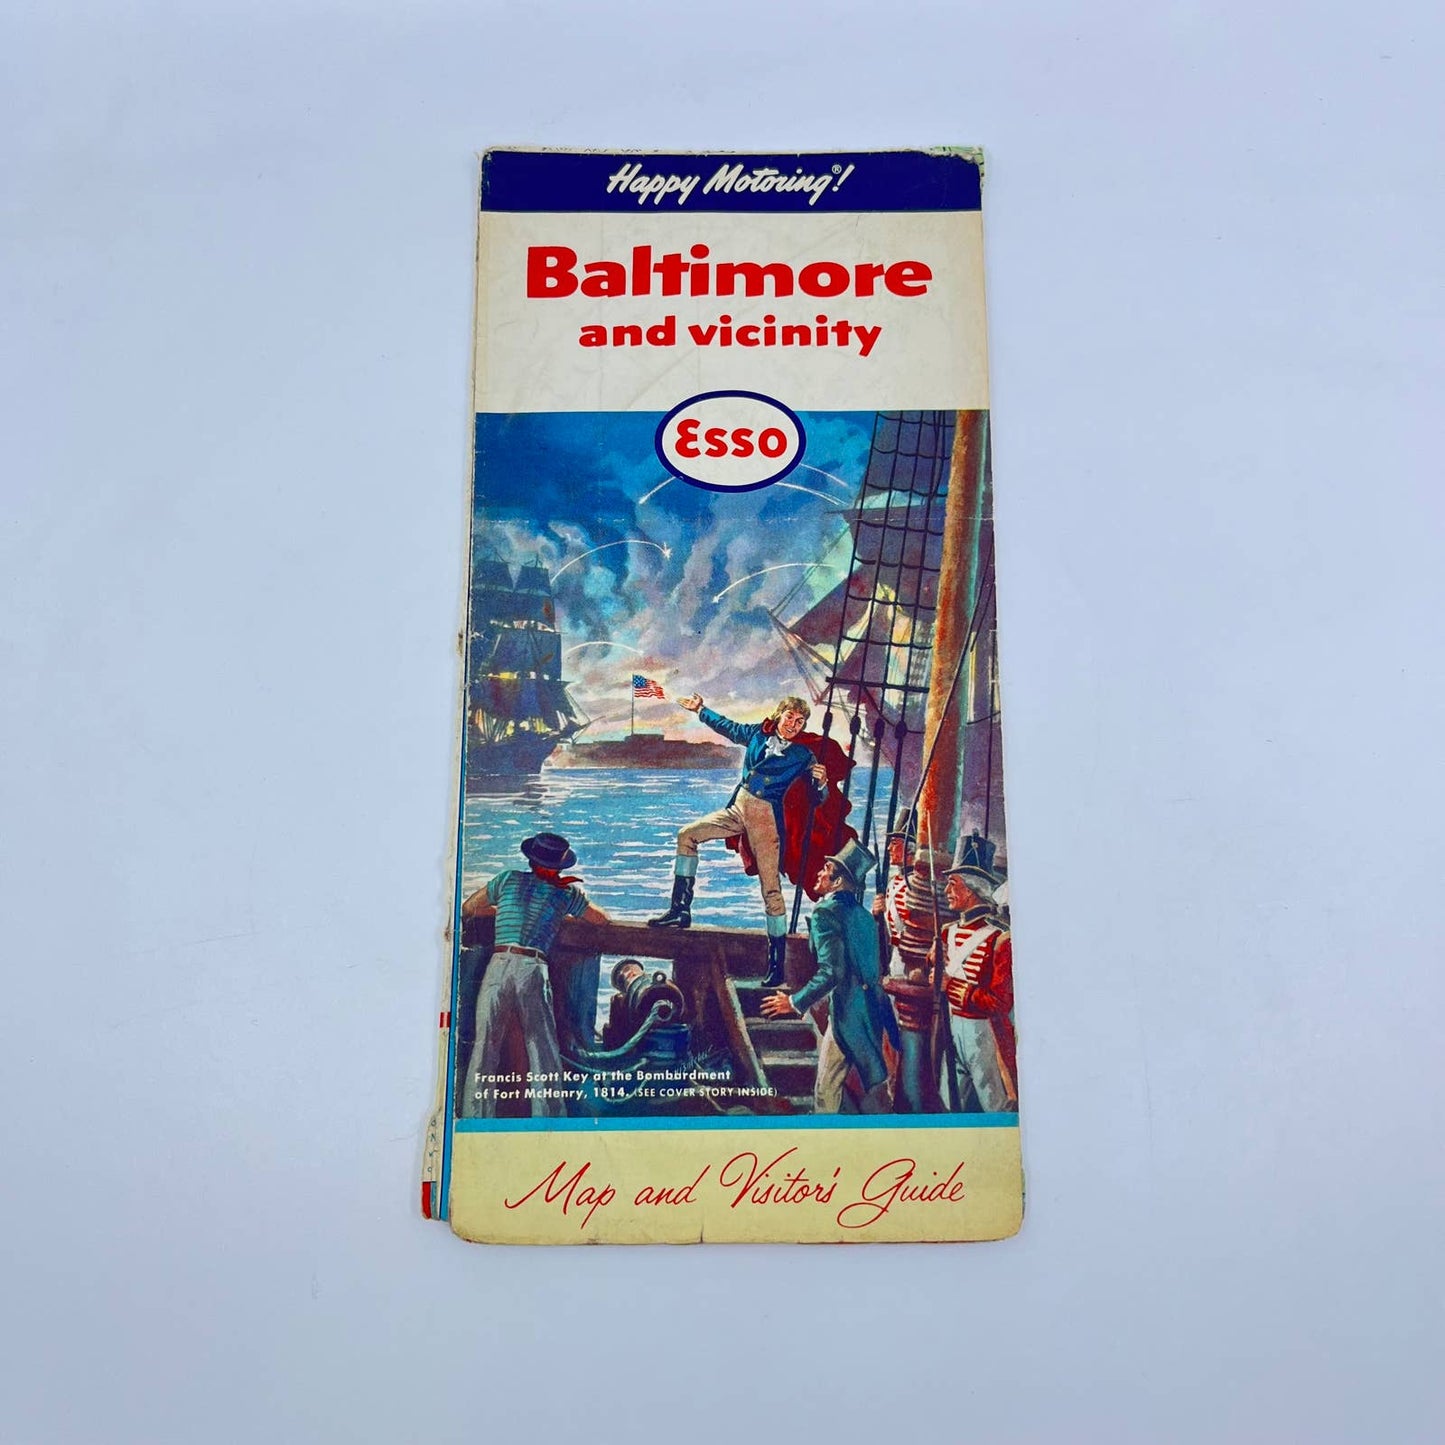 Happy Motoring®!
Baltimore
and vicinity
Esso
Francis Scott Key at the Bombardment
of Fort McHenry, 1814. (SEE COVER STORY INSIDE)
Map and Visitor's Guide